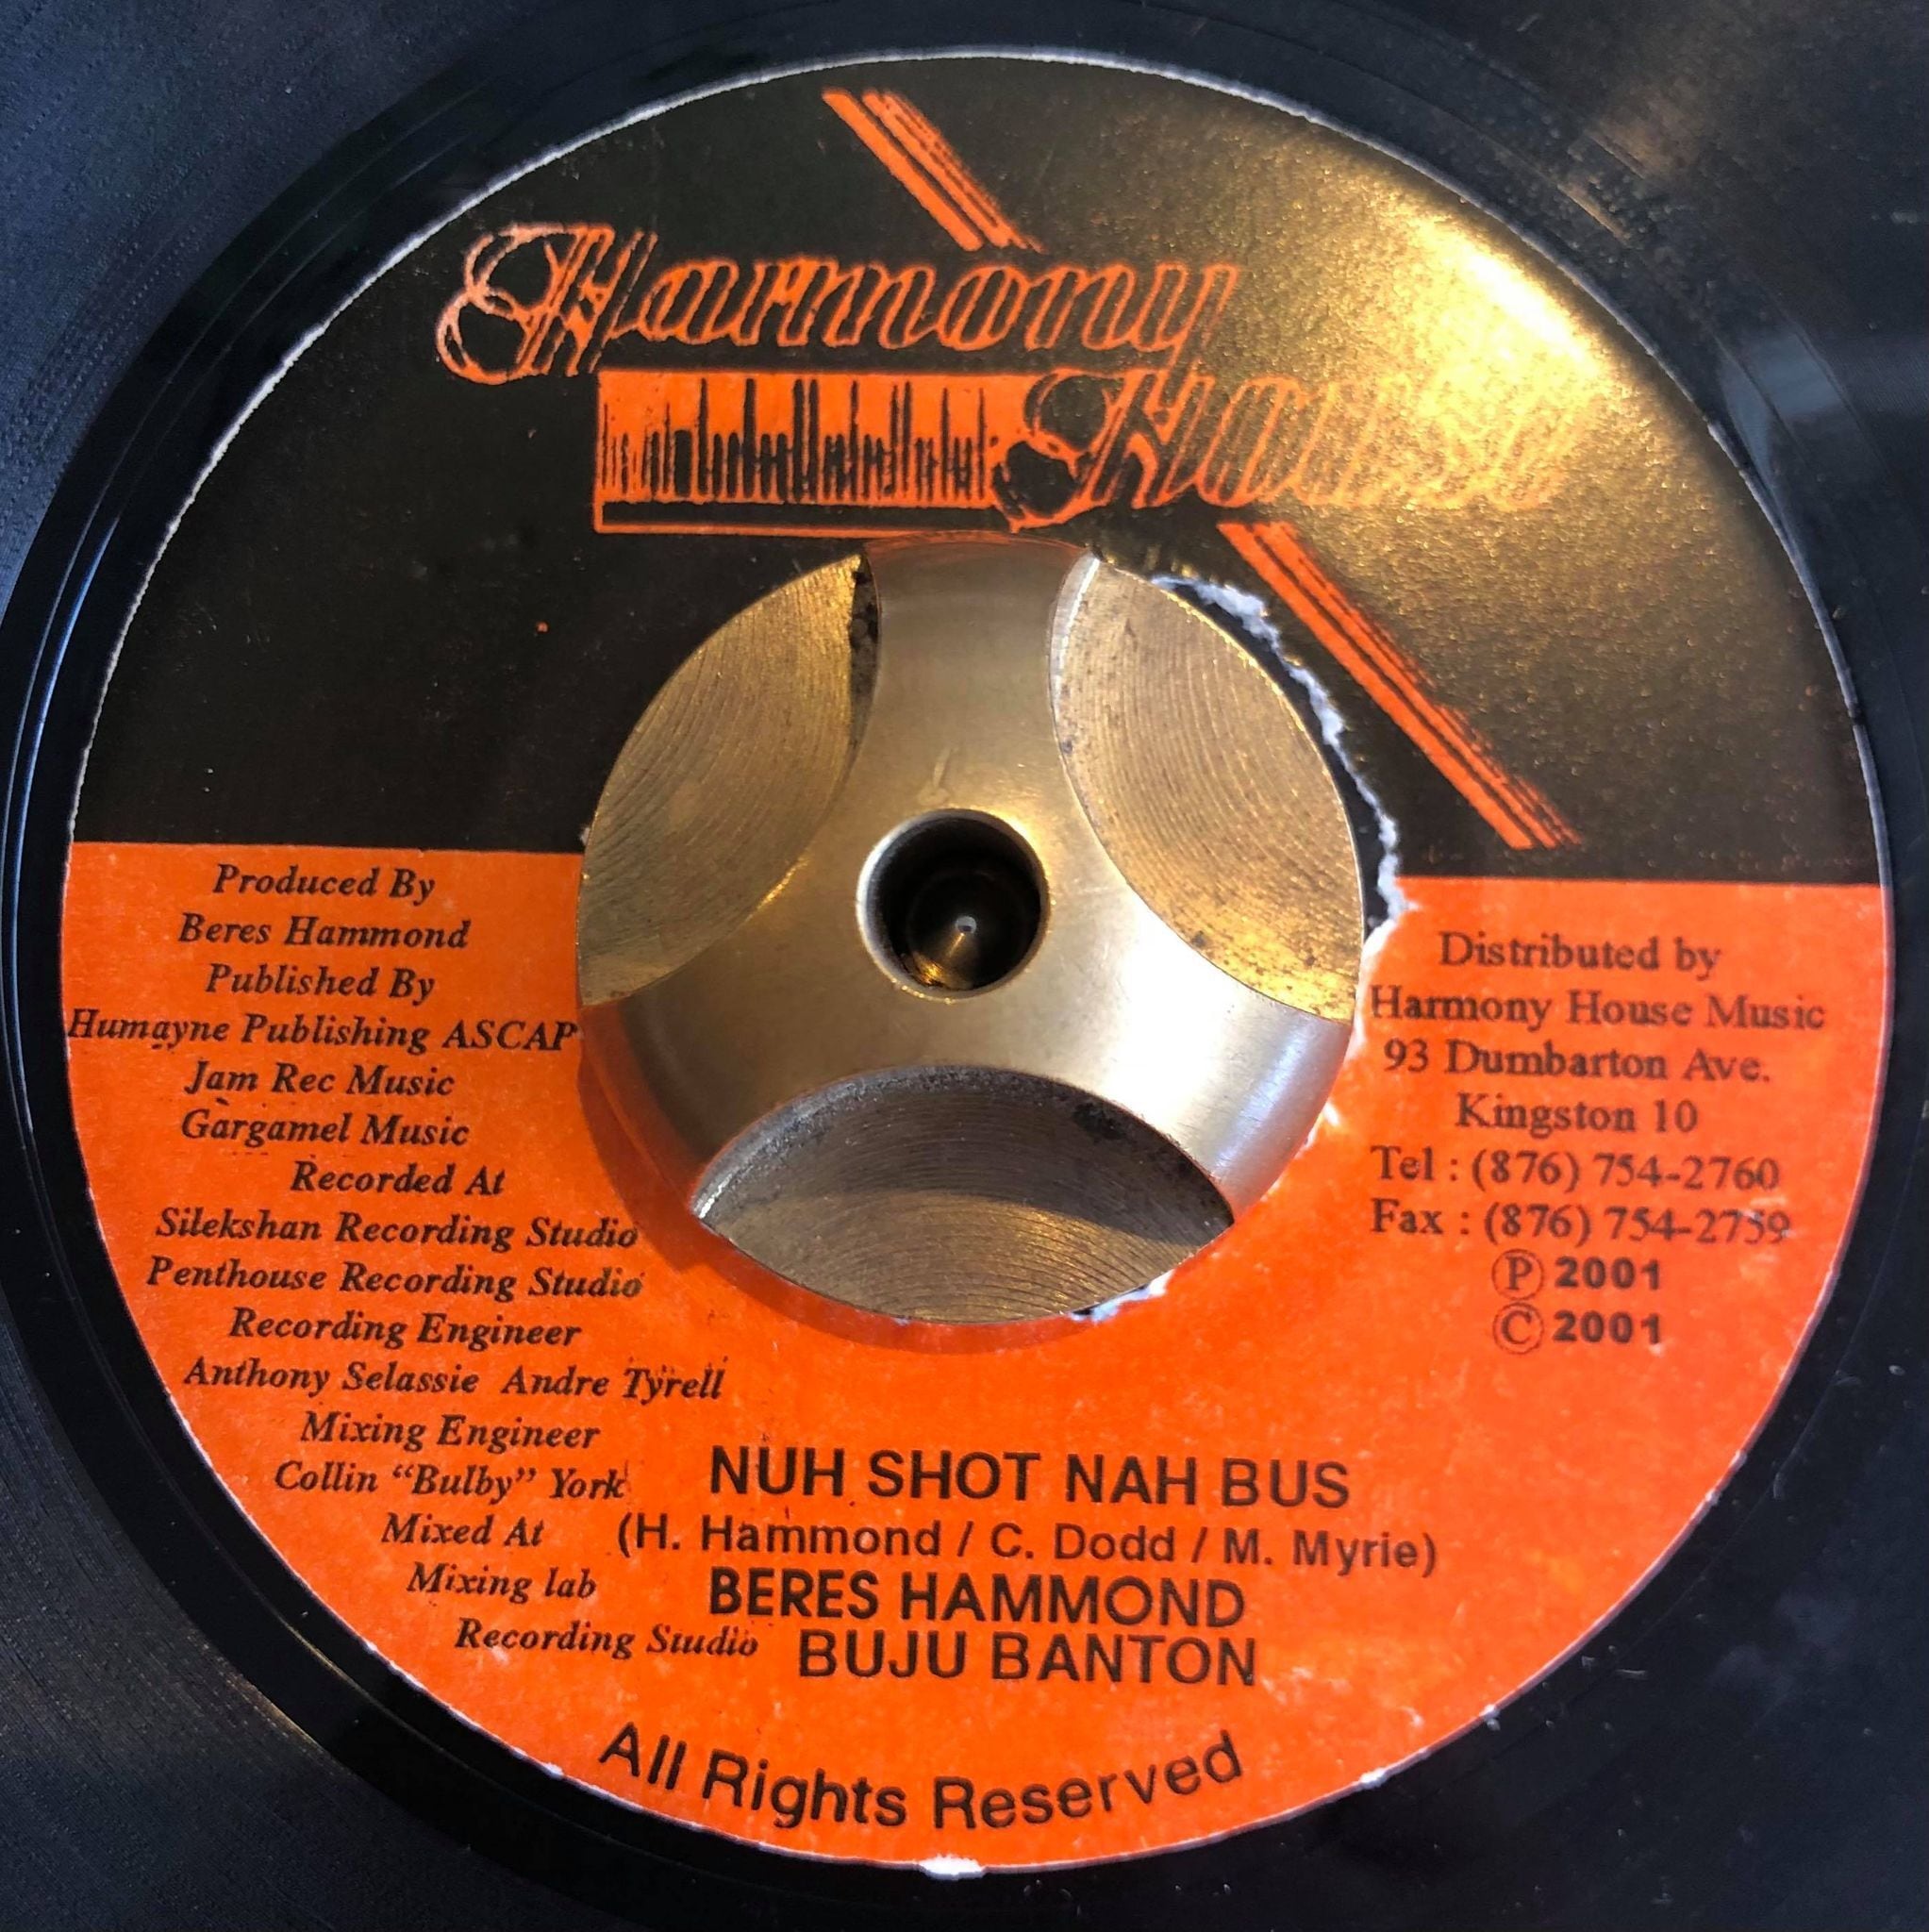 Harmony
House
Produced By
Beres Hammond
Published By
Humayne Publishing ASCAP
Jam Rec Music
Gargamel Music
Recorded At
Silekshan Recording Studio
Penthouse Recording Studio
Recording Engineer
Anthony Selassie Andre Tyrell
Mixing Engineer
Collin “Bulby” York
Mixed At
Mixing lab
Recording Studio
Distributed by
Harmony House Music
93 Dumbarton Ave.
Kingston 10
Tel : (876) 754-2760
Fax : (876) 754-2759
Ⓟ 2001
Ⓒ 2001
NUH SHOT NAH BUS
(H. Hammond / C. Dodd / M. Myrie)
BERES HAMMOND
BUJU BANTON
All Rights Reserved